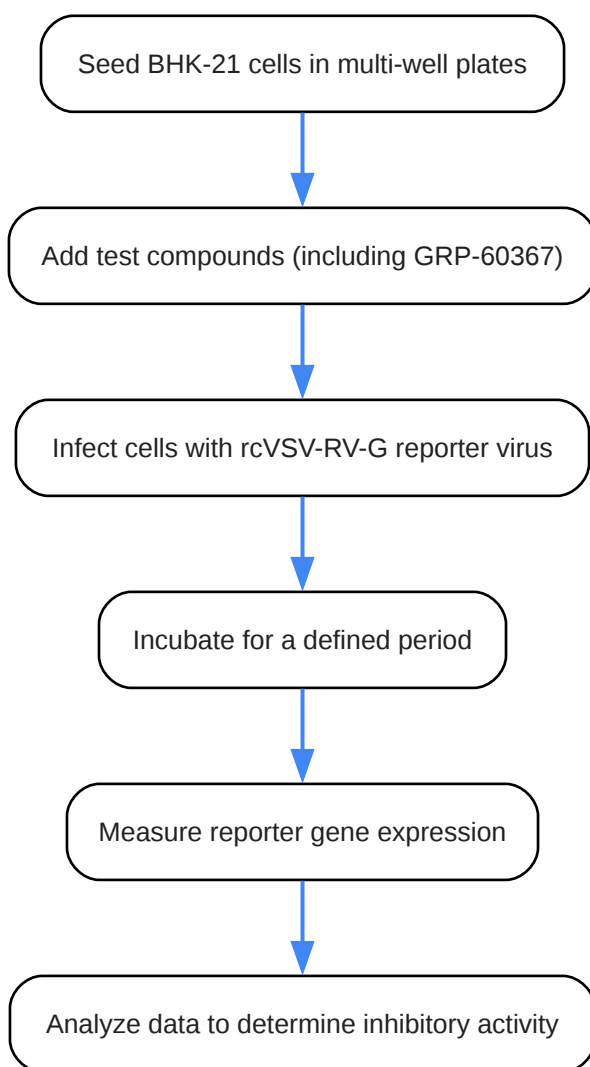 Seed BHK-21 cells in multi-well plates
Add test compounds (including GRP-60367)
Infect cells with rcVSV-RV-G reporter virus
Incubate for a defined period
Measure reporter gene expression
Analyze data to determine inhibitory activity